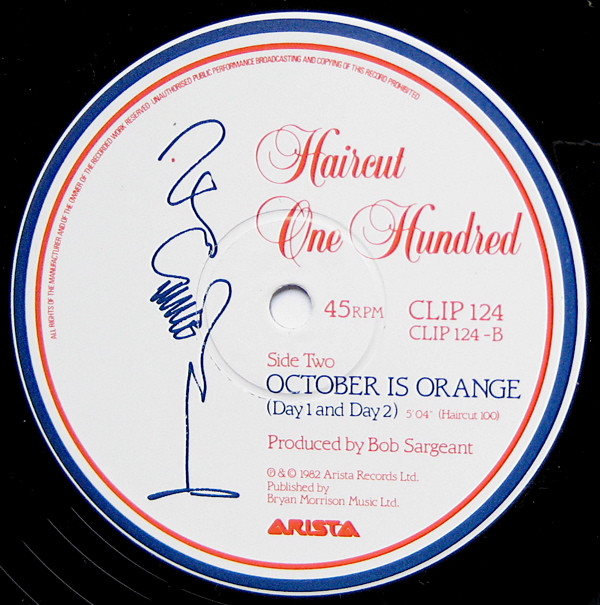 ALL RIGHTS OF THE MANUFACTURER AND OF THE OWNER OF THE RECORDED WORK RESERVED · UNAUTHORISED PUBLIC PERFORMANCE BROADCASTING AND COPYING OF THIS RECORD PROHIBITED
Haircut
One Hundred
45 RPM CLIP 124
CLIP 124-B
Side Two
OCTOBER IS ORANGE
(Day 1 and Day 2) 5'04" (Haircut 100)
Produced by Bob Sargeant
℗ & © 1982 Arista Records Ltd.
Published by
Bryan Morrison Music Ltd.
ARISTA